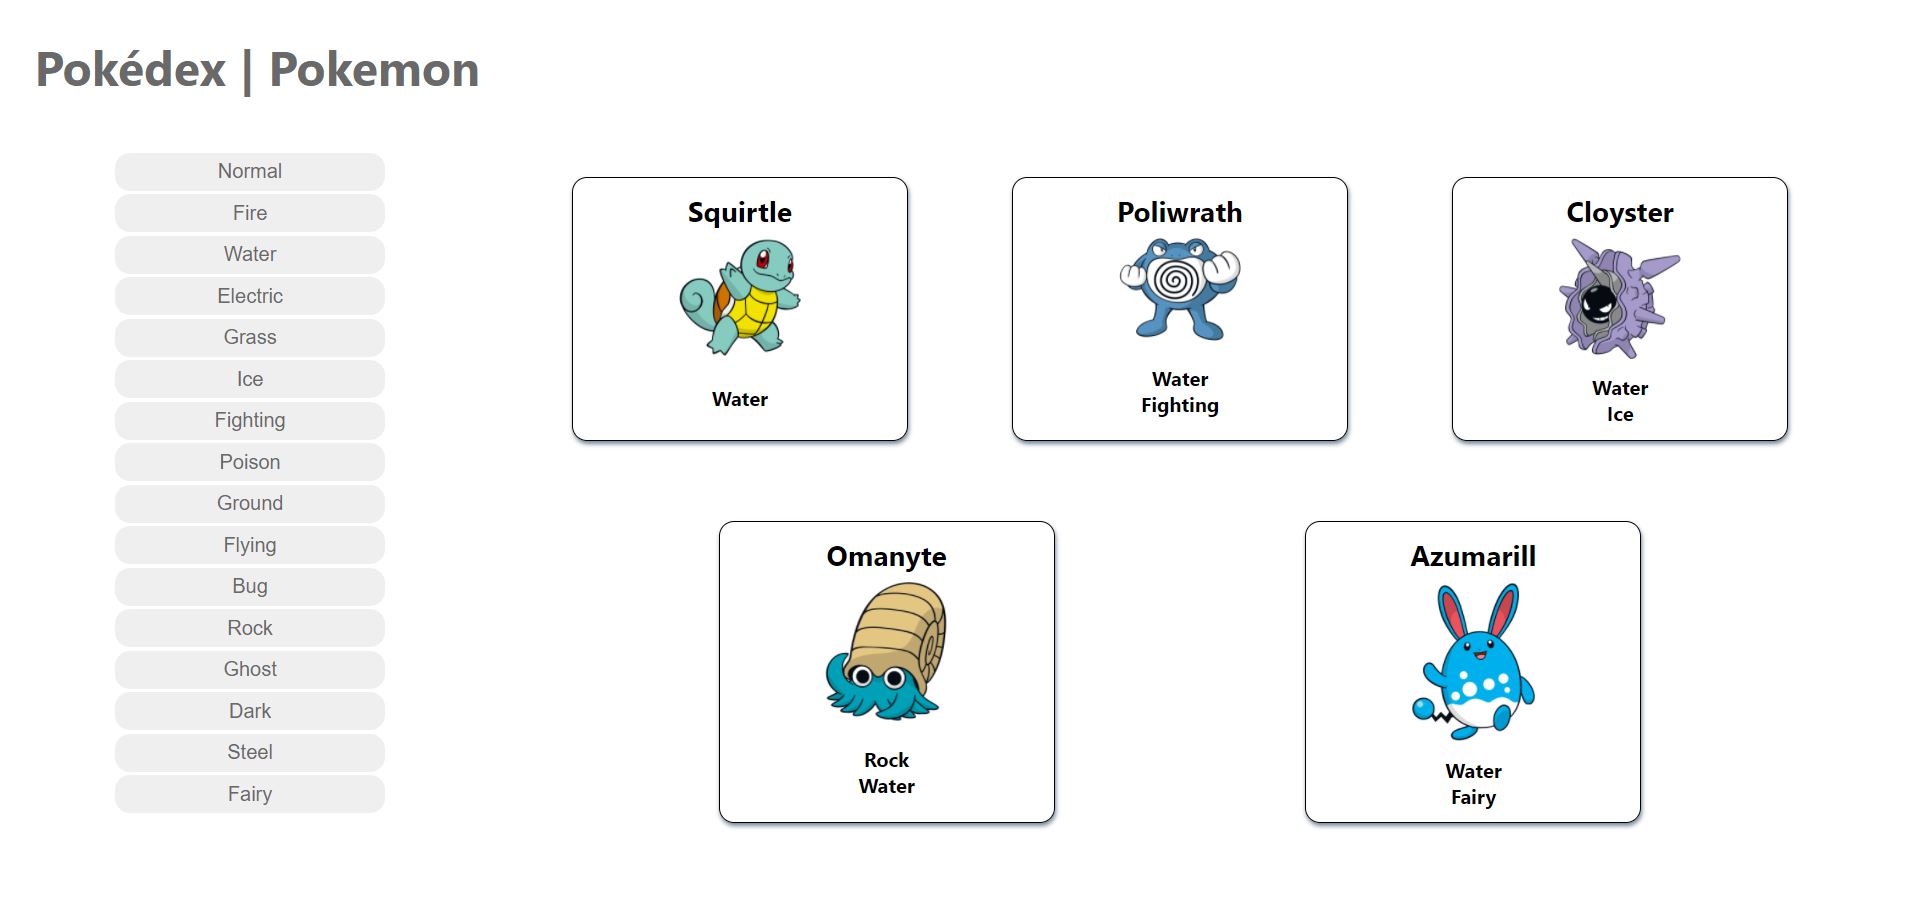 Pokédex | Pokemon
Normal
Fire
Water
Electric
Grass
Ice
Fighting
Poison
Ground
Flying
Bug
Rock
Ghost
Dark
Steel
Fairy
Squirtle
Water
Poliwrath
Water
Fighting
Cloyster
Water
Ice
Omanyte
Rock
Water
Azumarill
Water
Fairy